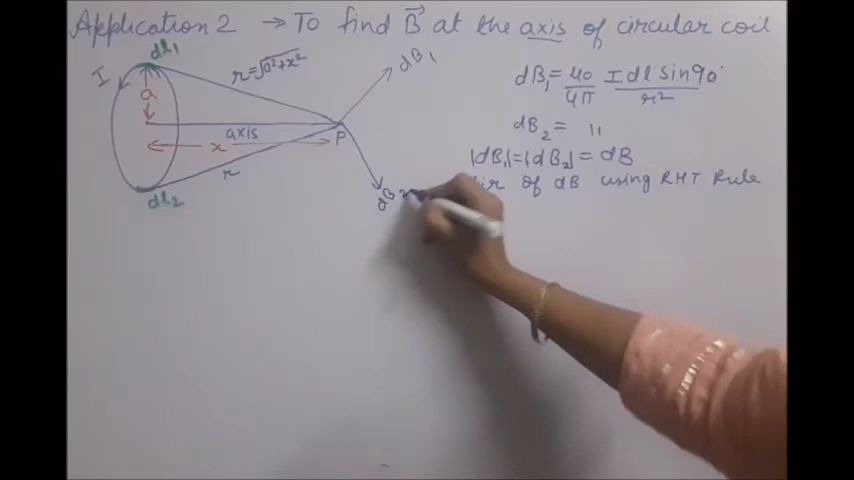 Application 2 → To find B⃗ at the axis of circular coil
dl1
I
a
r=√a²+x²
dB1
axis
x
P
r
dl2
dB2
dB1 = μ0/4π I dl sin90°/r²
dB2 = "
|dB1|=|dB2| = dB
of dB using RHT Rule